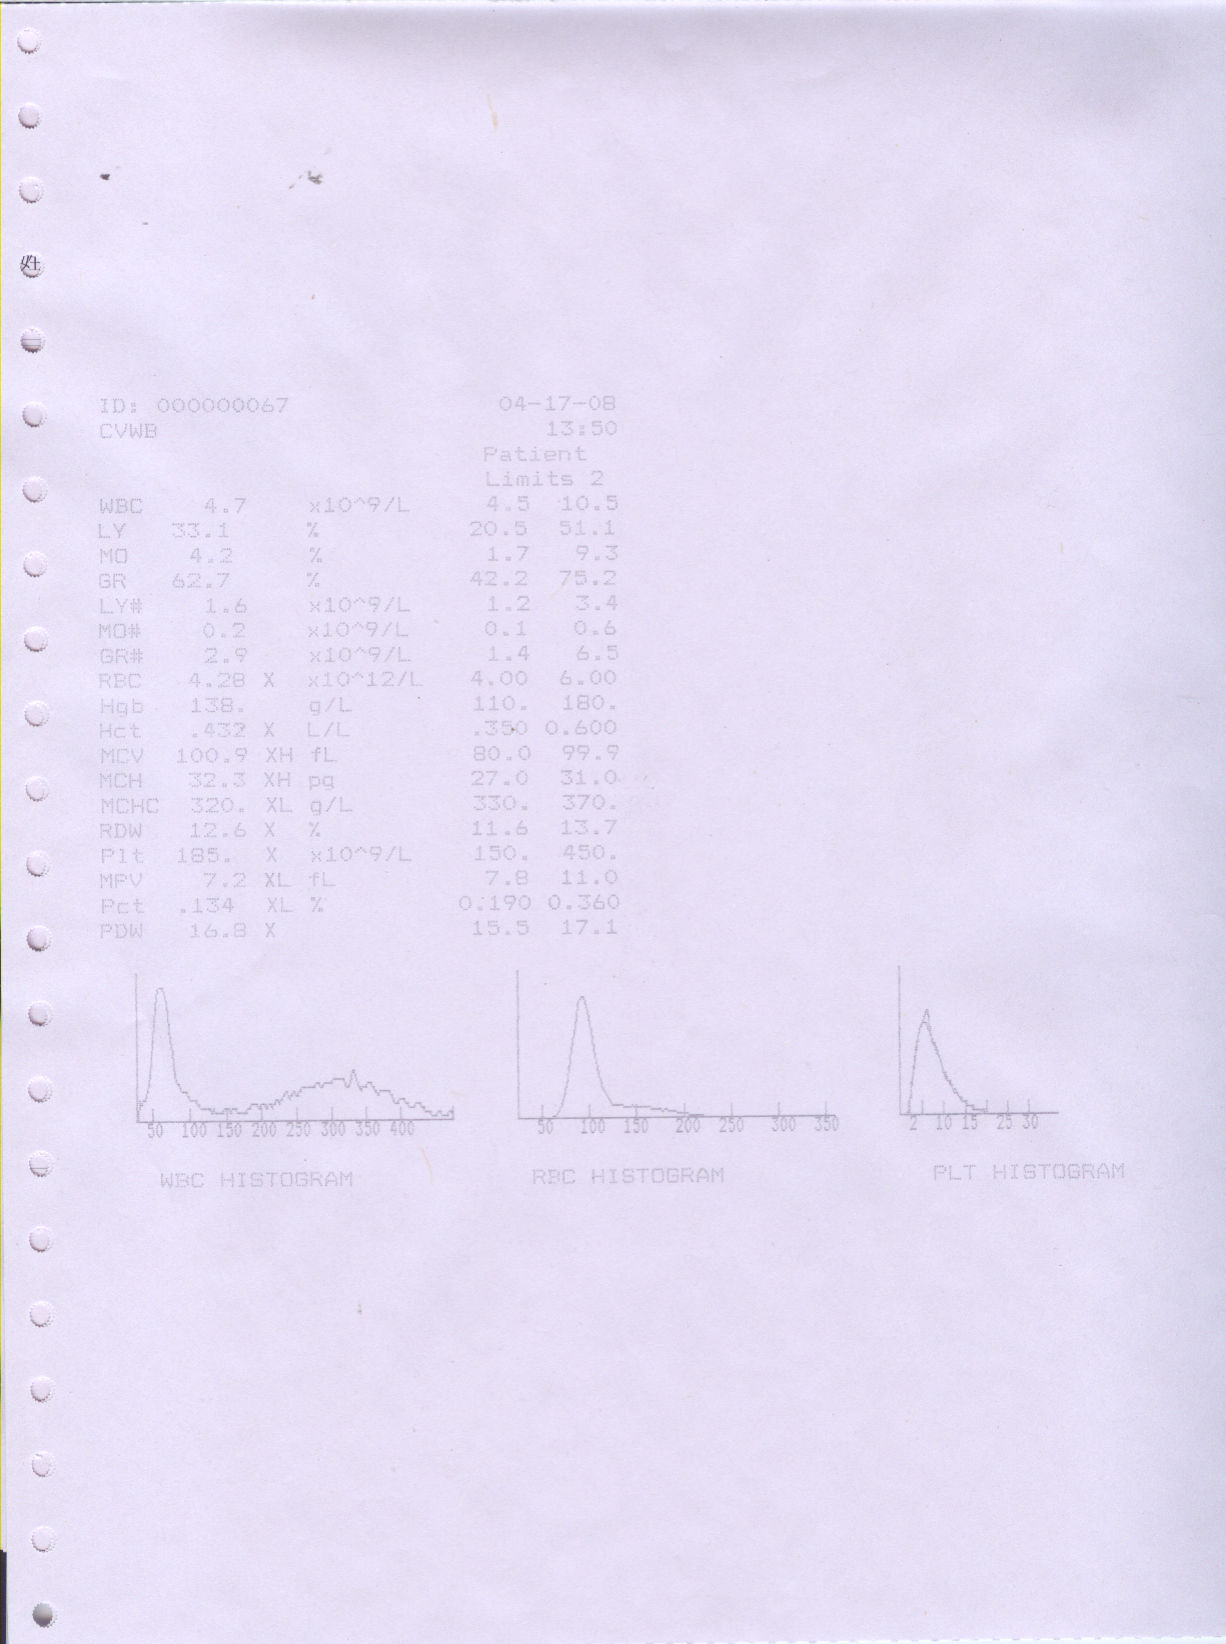 姓
ID: 000000067 04-17-08
CVWB 13:50
Patient
Limits 2
WBC 4.7 x10^9/L 4.5 10.5
LY 33.1 % 20.5 51.1
MO 4.2 % 1.7 9.3
GR 62.7 % 42.2 75.2
LY# 1.6 x10^9/L 1.2 3.4
MO# 0.2 x10^9/L 0.1 0.6
GR# 2.9 x10^9/L 1.4 6.5
RBC 4.28 X x10^12/L 4.00 6.00
Hgb 138. g/L 110. 180.
Hct .432 X L/L .350 0.600
MCV 100.9 XH fL 80.0 99.9
MCH 32.3 XH pg 27.0 31.0
MCHC 320. XL g/L 330. 370.
RDW 12.6 X % 11.6 13.7
Plt 185. X x10^9/L 150. 450.
MPV 7.2 XL fL 7.8 11.0
Pct .134 XL % 0.190 0.360
PDW 16.8 X 15.5 17.1
50 100 150 200 250 300 350 400
WBC HISTOGRAM
50 100 150 200 250 300 350
RBC HISTOGRAM
2 10 15 25 30
PLT HISTOGRAM